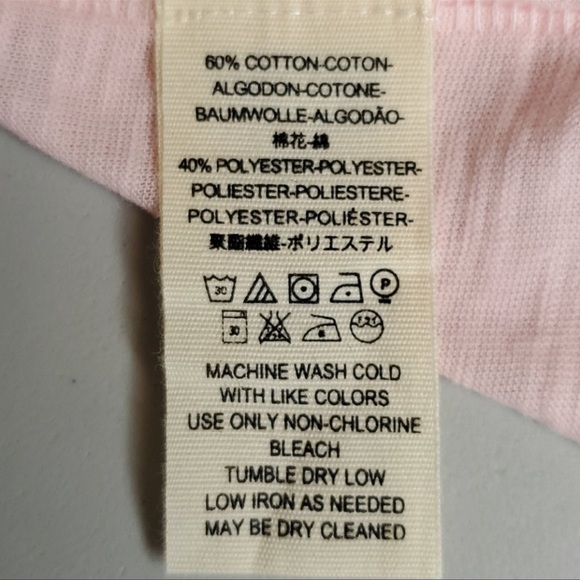 60% COTTON-COTON-
ALGODON-COTONE-
BAUMWOLLE-ALGODÃO-
棉花-綿
40% POLYESTER-POLYESTER-
POLIESTER-POLIESTERE-
POLYESTER-POLIÉSTER-
聚酯纖維-ポリエステル
30 P
30
MACHINE WASH COLD
WITH LIKE COLORS
USE ONLY NON-CHLORINE
BLEACH
TUMBLE DRY LOW
LOW IRON AS NEEDED
MAY BE DRY CLEANED